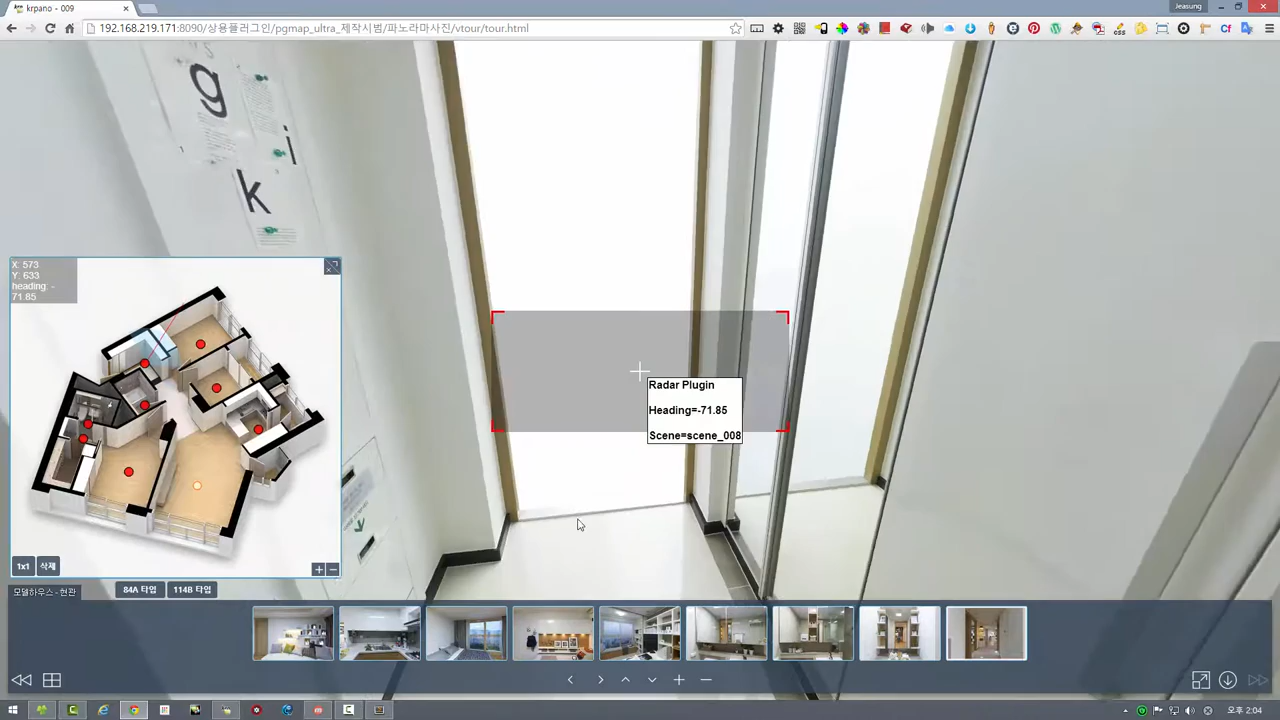 krpano - 009
Jeasung
192.168.219.171:8090/상용플러그인/pgmap_ultra_제작시범/파노라마사진/vtour/tour.html
g
i
k
X: 573
Y: 633
heading: -
71.85
Radar Plugin
Heading=-71.85
Scene=scene_008
1x1 삭제
+ −
모델하우스 - 현관
84A 타입 114B 타입
오후 2:04